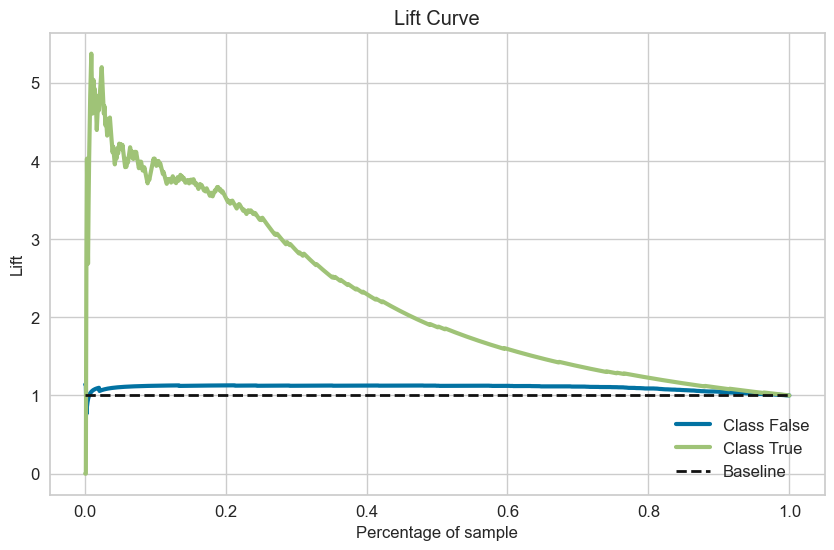 Lift Curve
Lift
5
4
3
2
1
0
0.0 0.2 0.4 0.6 0.8 1.0
Percentage of sample
Class False
Class True
Baseline